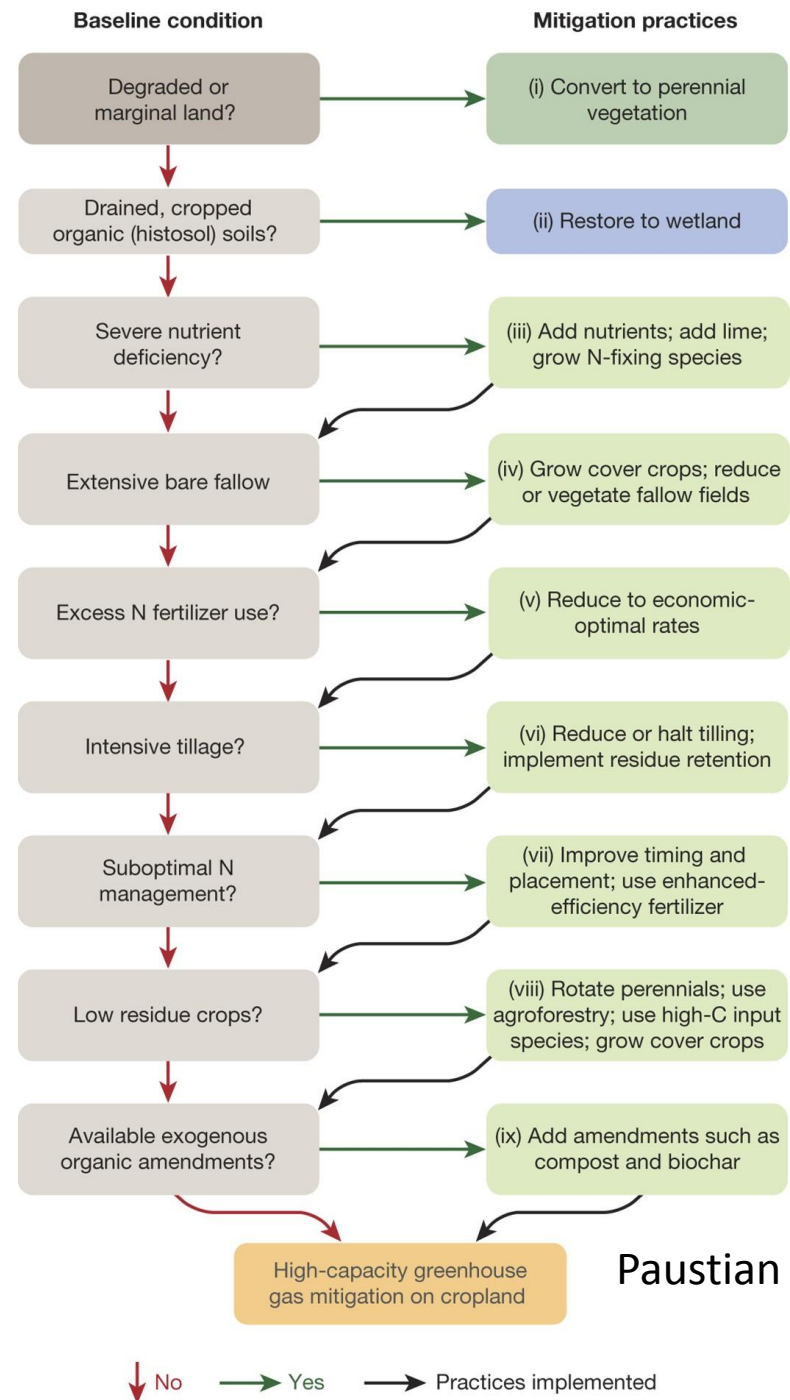 Baseline condition
Mitigation practices
Degraded or
marginal land?
(i) Convert to perennial
vegetation
Drained, cropped
organic (histosol) soils?
(ii) Restore to wetland
Severe nutrient
deficiency?
(iii) Add nutrients; add lime;
grow N-fixing species
Extensive bare fallow
(iv) Grow cover crops; reduce
or vegetate fallow fields
Excess N fertilizer use?
(v) Reduce to economic-
optimal rates
Intensive tillage?
(vi) Reduce or halt tilling;
implement residue retention
Suboptimal N
management?
(vii) Improve timing and
placement; use enhanced-
efficiency fertilizer
Low residue crops?
(viii) Rotate perennials; use
agroforestry; use high-C input
species; grow cover crops
Available exogenous
organic amendments?
(ix) Add amendments such as
compost and biochar
High-capacity greenhouse
gas mitigation on cropland
Paustian
No
Yes
Practices implemented